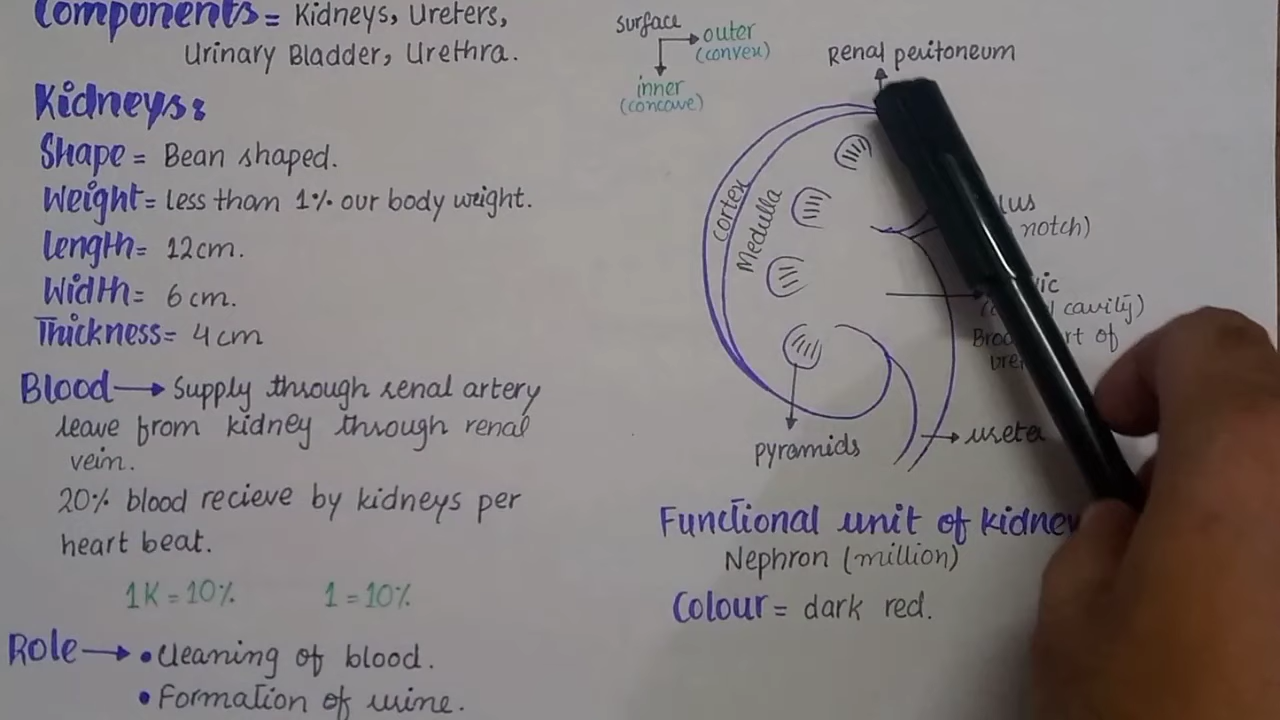 Components = Kidneys, Ureters,
Urinary Bladder, Urethra.
Kidneys:
Shape = Bean shaped.
Weight = less than 1% our body weight.
Length = 12cm.
Width = 6 cm.
Thickness = 4 cm
Blood → Supply through renal artery
leave from kidney through renal
vein.
20% blood recieve by kidneys per
heart beat.
1K = 10% 1 = 10%
Role → • Cleaning of blood.
• Formation of urine.
surface
outer
(convex)
inner
(concave)
Renal peritoneum
cortex
Medulla
notch)
cavity)
of
pyramids
Functional unit of kidney
Nephron (million)
Colour = dark red.